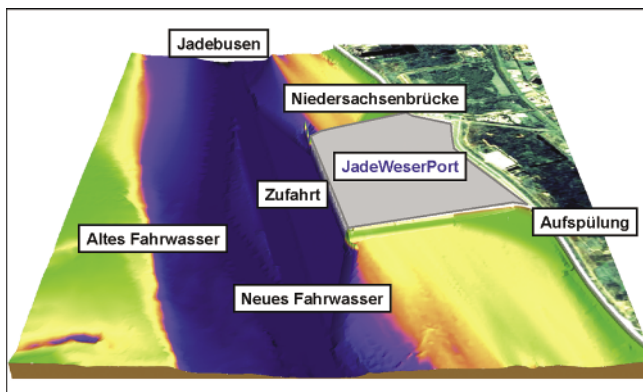 Jadebusen
Niedersachsenbrücke
JadeWeserPort
Zufahrt
Aufspülung
Altes Fahrwasser
Neues Fahrwasser